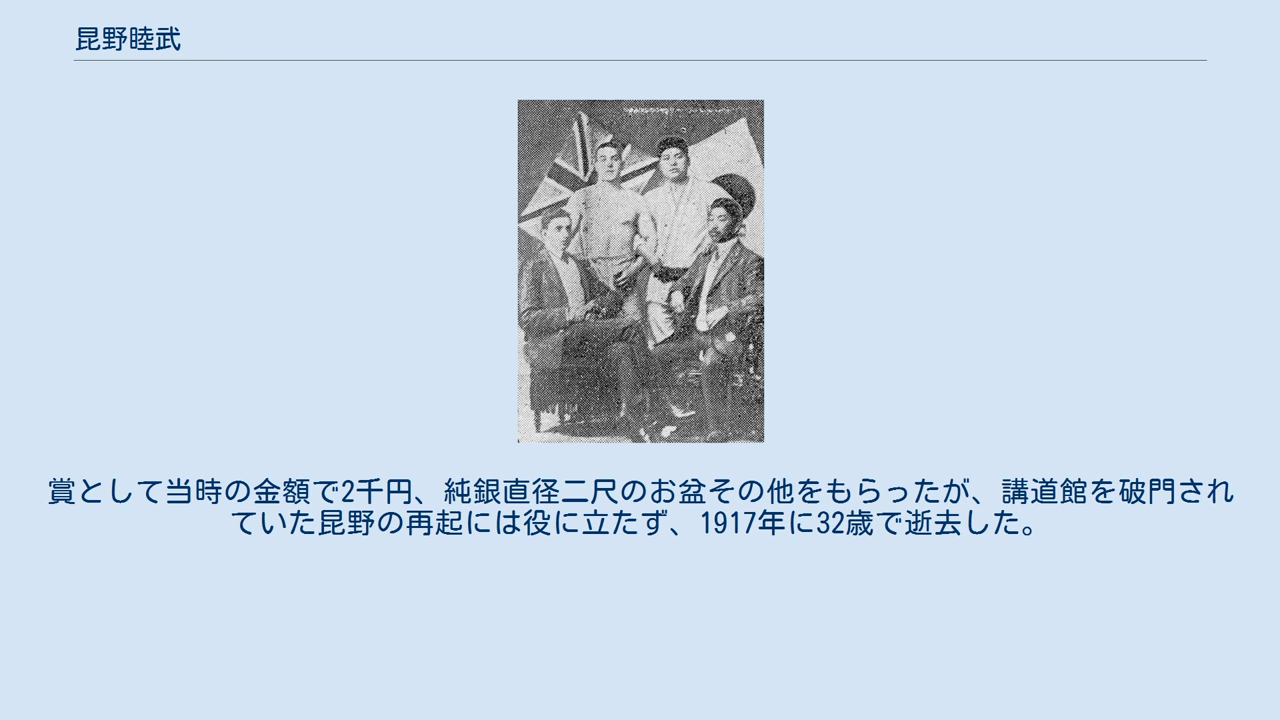 昆野睦武
賞として当時の金額で2千円、純銀直径二尺のお盆その他をもらったが、講道館を破門され
ていた昆野の再起には役に立たず、1917年に32歳で逝去した。